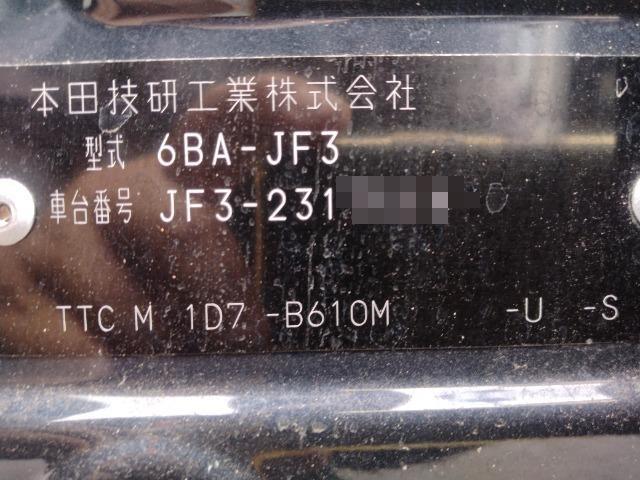 本田技研工業株式会社
型式 6BA-JF3
車台番号 JF3-231
TTC M 1D7 -B610M -U -S